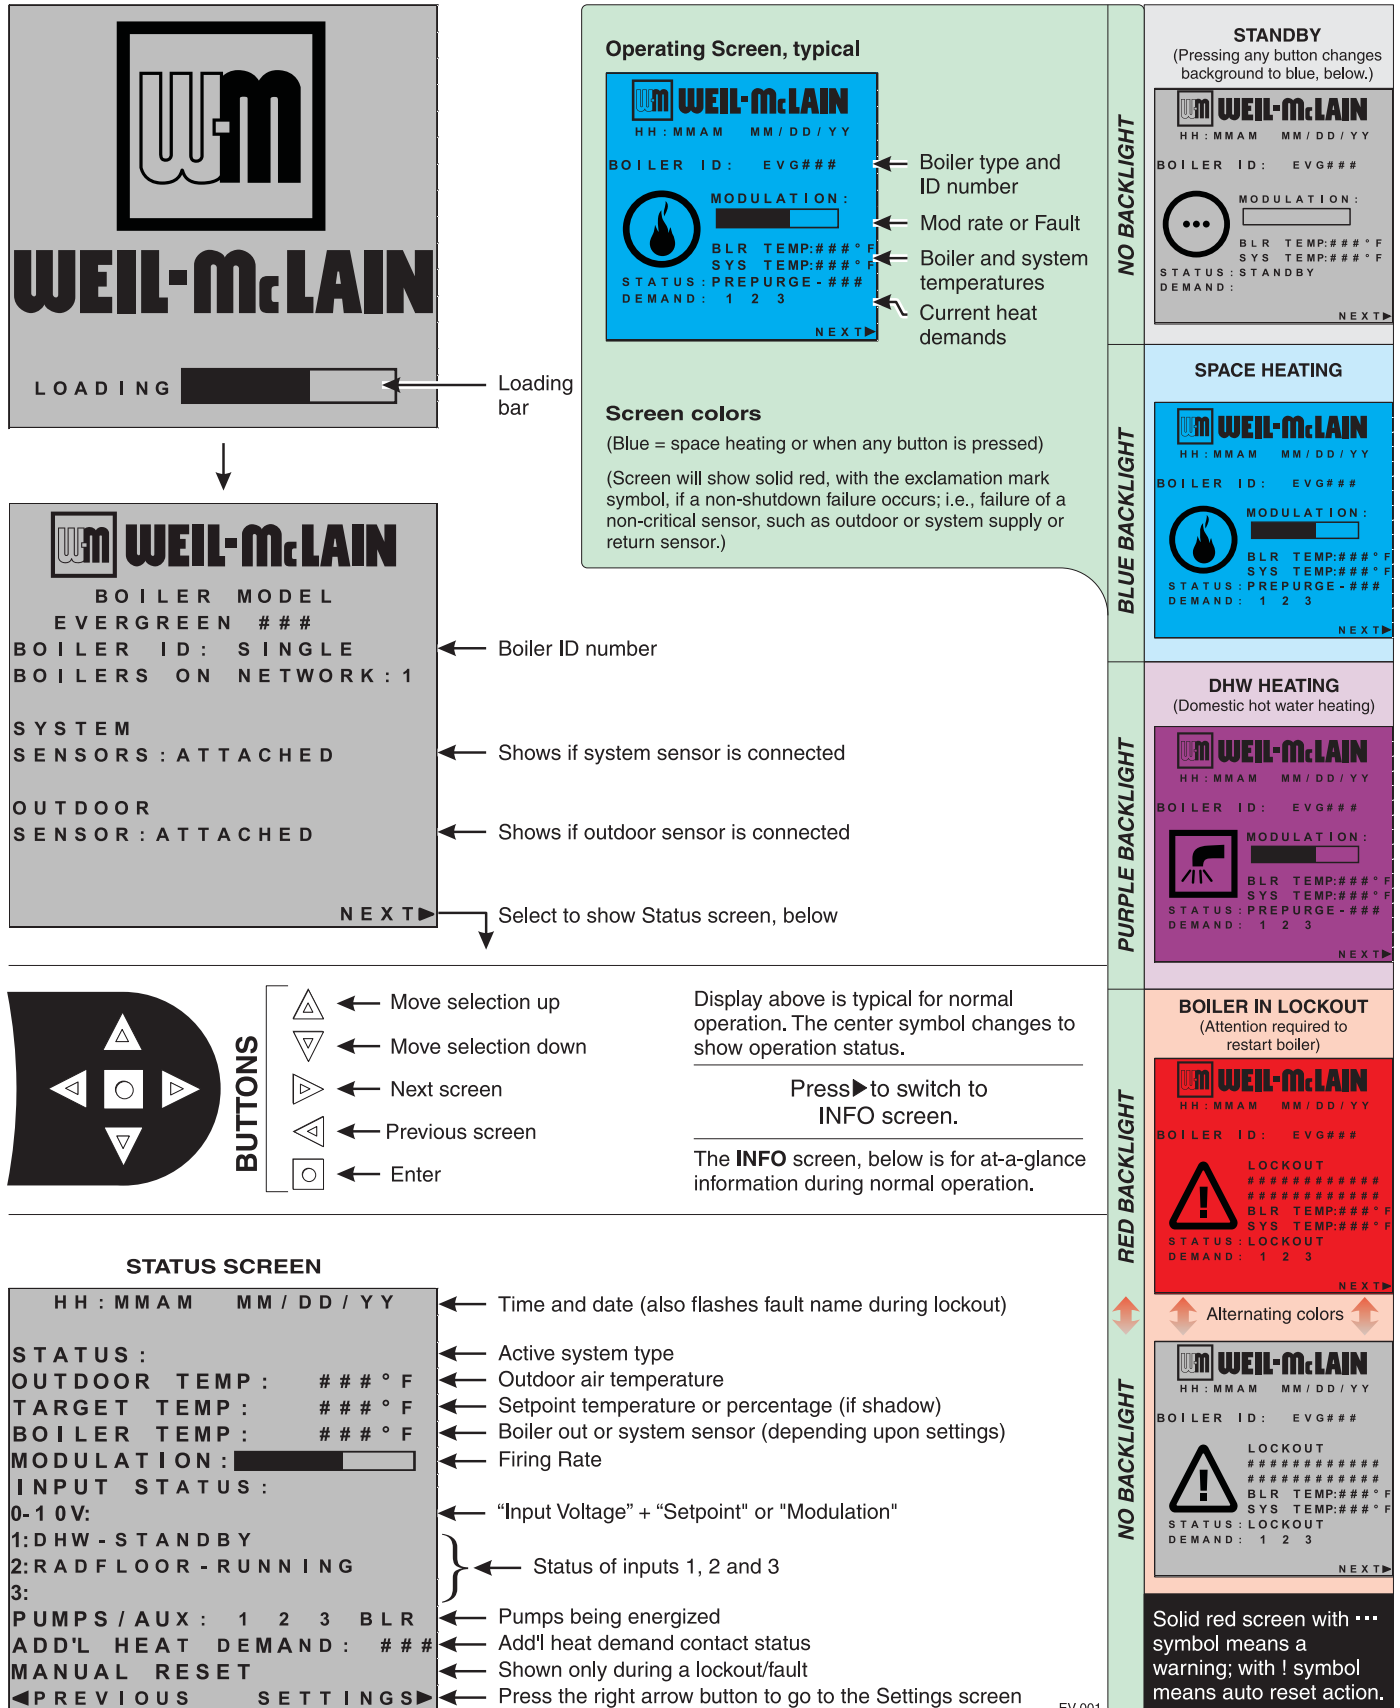 WM
WEIL-McLAIN
LOADING
Loading
bar
WM WEIL-McLAIN
BOILER MODEL
EVERGREEN ###
BOILER ID: SINGLE
BOILERS ON NETWORK:1
SYSTEM
SENSORS:ATTACHED
OUTDOOR
SENSOR:ATTACHED
NEXT▶
Boiler ID number
Shows if system sensor is connected
Shows if outdoor sensor is connected
Select to show Status screen, below
Operating Screen, typical
WM WEIL-McLAIN
HH:MMAM MM/DD/YY
BOILER ID: EVG###
MODULATION:
BLR TEMP:###°F
SYS TEMP:###°F
STATUS:PREPURGE-###
DEMAND: 1 2 3
NEXT▶
Boiler type and
ID number
Mod rate or Fault
Boiler and system
temperatures
Current heat
demands
Screen colors
(Blue = space heating or when any button is pressed)
(Screen will show solid red, with the exclamation mark
symbol, if a non-shutdown failure occurs; i.e., failure of a
non-critical sensor, such as outdoor or system supply or
return sensor.)
NO BACKLIGHT
STANDBY
(Pressing any button changes
background to blue, below.)
WM WEIL-McLAIN
HH:MMAM MM/DD/YY
BOILER ID: EVG###
MODULATION:
BLR TEMP:###°F
SYS TEMP:###°F
STATUS:STANDBY
DEMAND:
NEXT▶
BLUE BACKLIGHT
SPACE HEATING
WM WEIL-McLAIN
HH:MMAM MM/DD/YY
BOILER ID: EVG###
MODULATION:
BLR TEMP:###°F
SYS TEMP:###°F
STATUS:PREPURGE-###
DEMAND: 1 2 3
NEXT▶
PURPLE BACKLIGHT
DHW HEATING
(Domestic hot water heating)
WM WEIL-McLAIN
HH:MMAM MM/DD/YY
BOILER ID: EVG###
MODULATION:
BLR TEMP:###°F
SYS TEMP:###°F
STATUS:PREPURGE-###
DEMAND: 1 2 3
NEXT▶
RED BACKLIGHT
BOILER IN LOCKOUT
(Attention required to
restart boiler)
WM WEIL-McLAIN
HH:MMAM MM/DD/YY
BOILER ID: EVG###
LOCKOUT
###########
###########
BLR TEMP:###°F
SYS TEMP:###°F
STATUS:LOCKOUT
DEMAND: 1 2 3
NEXT▶
Alternating colors
NO BACKLIGHT
WM WEIL-McLAIN
HH:MMAM MM/DD/YY
BOILER ID: EVG###
LOCKOUT
###########
###########
BLR TEMP:###°F
SYS TEMP:###°F
STATUS:LOCKOUT
DEMAND: 1 2 3
NEXT▶
Solid red screen with ···
symbol means a
warning; with ! symbol
means auto reset action.
BUTTONS
Move selection up
Move selection down
Next screen
Previous screen
Enter
Display above is typical for normal
operation. The center symbol changes to
show operation status.
Press▶to switch to
INFO screen.
The INFO screen, below is for at-a-glance
information during normal operation.
STATUS SCREEN
HH:MMAM MM/DD/YY
STATUS:
OUTDOOR TEMP: ###°F
TARGET TEMP: ###°F
BOILER TEMP: ###°F
MODULATION:
INPUT STATUS:
0-10V:
1:DHW-STANDBY
2:RADFLOOR-RUNNING
3:
PUMPS/AUX: 1 2 3 BLR
ADD'L HEAT DEMAND: ###
MANUAL RESET
◀PREVIOUS SETTINGS▶
Time and date (also flashes fault name during lockout)
Active system type
Outdoor air temperature
Setpoint temperature or percentage (if shadow)
Boiler out or system sensor (depending upon settings)
Firing Rate
“Input Voltage” + “Setpoint" or "Modulation"
Status of inputs 1, 2 and 3
Pumps being energized
Add'l heat demand contact status
Shown only during a lockout/fault
Press the right arrow button to go to the Settings screen
EV-001